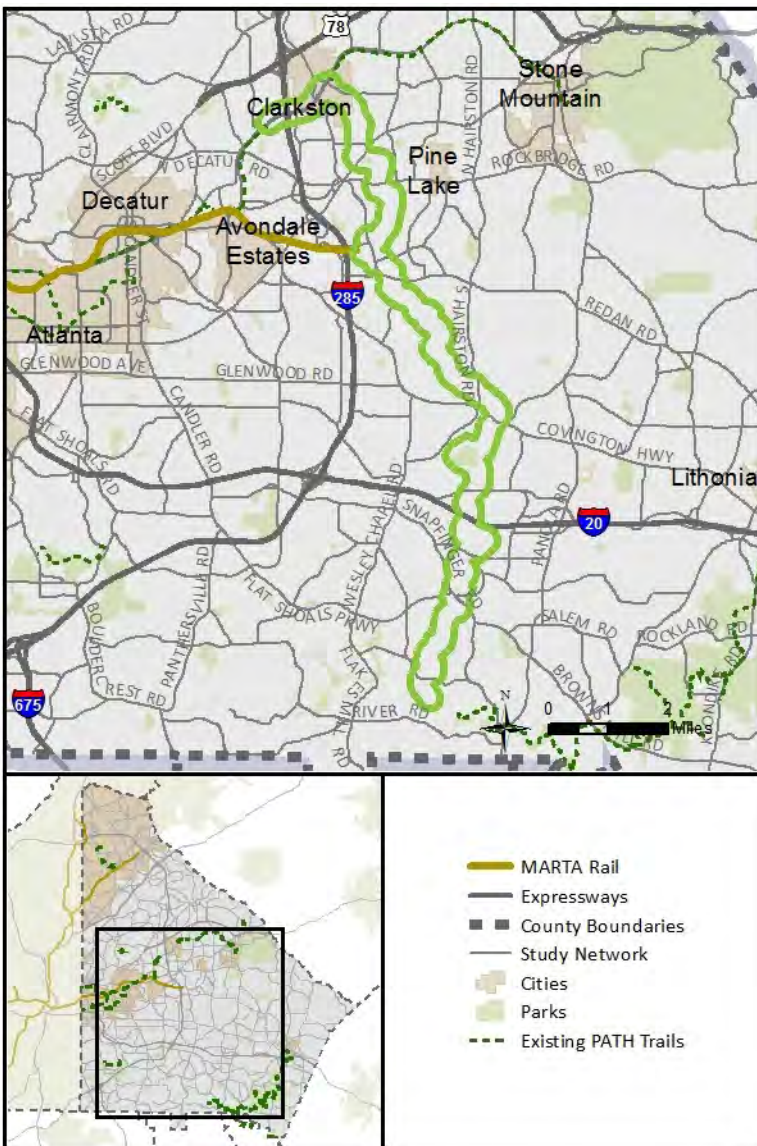 LAVISTA RD
78
CLAIRMONT RD
Clarkston
Stone
Mountain
SCOTT BLVD
N DECATUR RD
N HAIRSTON RD
Pine
Lake
ROCKBRIDGE RD
Decatur
Avondale
Estates
CANDLER ST
285
S HAIRSTON RD
REDAN RD
Atlanta
GLENWOOD AVE
GLENWOOD RD
CANDLER RD
FLAT SHOALS RD
COVINGTON HWY
Lithonia
WESLEY CHAPEL RD
SNAPFINGER RD
PANOLA RD
20
PANTHERSVILLE RD
FLAT SHOALS PKWY
SALEM RD
ROCKLAND RD
BOULDERCREST RD
FLAKES MILL RD
RIVER RD
KLONDIKE RD
675
N
0 1 2
Miles
MARTA Rail
Expressways
County Boundaries
Study Network
Cities
Parks
Existing PATH Trails